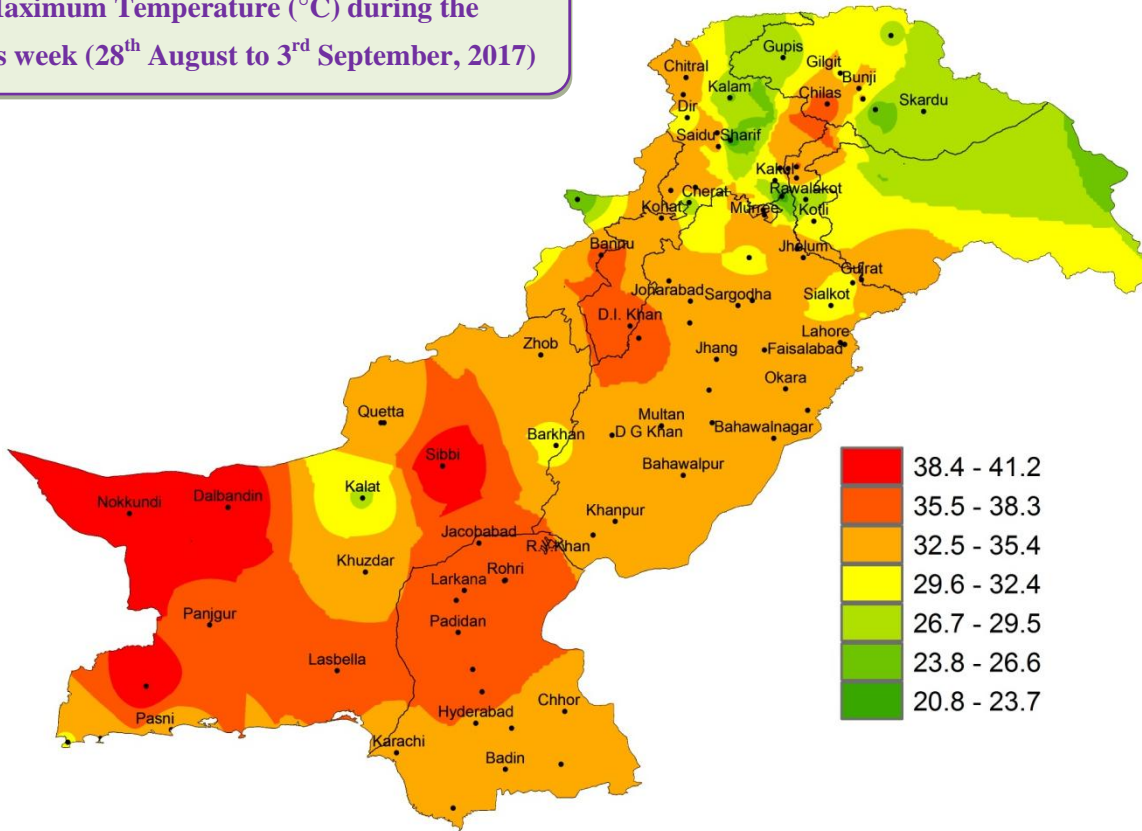 Maximum Temperature (°C) during the
s week (28th August to 3rd September, 2017)
Gupis
Gilgit
Chitral
Bunji
Kalam
Chilas
Skardu
Dir
Saidu Sharif
Kakul
Cherat
Rawalakot
Kohat
Murree
Kotli
Bannu
Jhelum
Gujrat
Joharabad
Sargodha
Sialkot
D.I. Khan
Lahore
Zhob
Jhang
Faisalabad
Okara
Quetta
Multan
Barkhan
D G Khan
Bahawalnagar
Sibbi
Bahawalpur
Kalat
Nokkundi
Dalbandin
Khanpur
Jacobabad
R.Y.Khan
Khuzdar
Rohri
Larkana
Panjgur
Padidan
Lasbella
Chhor
Pasni
Hyderabad
Karachi
Badin
38.4 - 41.2
35.5 - 38.3
32.5 - 35.4
29.6 - 32.4
26.7 - 29.5
23.8 - 26.6
20.8 - 23.7